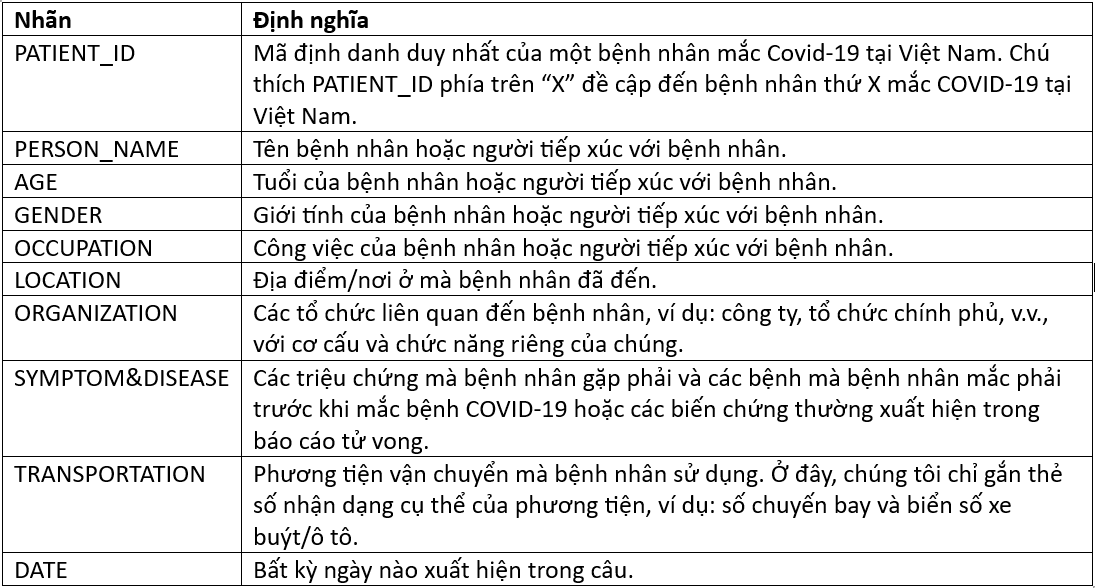 Nhãn Định nghĩa
PATIENT_ID Mã định danh duy nhất của một bệnh nhân mắc Covid-19 tại Việt Nam. Chú
thích PATIENT_ID phía trên “X” đề cập đến bệnh nhân thứ X mắc COVID-19 tại
Việt Nam.
PERSON_NAME Tên bệnh nhân hoặc người tiếp xúc với bệnh nhân.
AGE Tuổi của bệnh nhân hoặc người tiếp xúc với bệnh nhân.
GENDER Giới tính của bệnh nhân hoặc người tiếp xúc với bệnh nhân.
OCCUPATION Công việc của bệnh nhân hoặc người tiếp xúc với bệnh nhân.
LOCATION Địa điểm/nơi ở mà bệnh nhân đã đến.
ORGANIZATION Các tổ chức liên quan đến bệnh nhân, ví dụ: công ty, tổ chức chính phủ, v.v.,
với cơ cấu và chức năng riêng của chúng.
SYMPTOM&DISEASE Các triệu chứng mà bệnh nhân gặp phải và các bệnh mà bệnh nhân mắc phải
trước khi mắc bệnh COVID-19 hoặc các biến chứng thường xuất hiện trong
báo cáo tử vong.
TRANSPORTATION Phương tiện vận chuyển mà bệnh nhân sử dụng. Ở đây, chúng tôi chỉ gắn thẻ
số nhận dạng cụ thể của phương tiện, ví dụ: số chuyến bay và biển số xe
buýt/ô tô.
DATE Bất kỳ ngày nào xuất hiện trong câu.